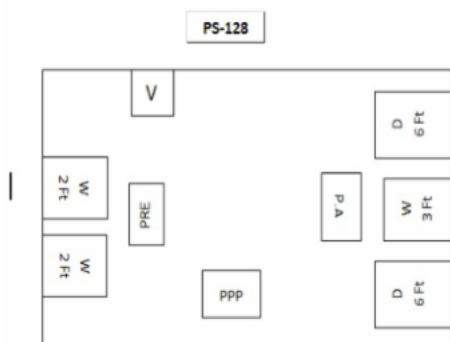 PS-128
V
D
6 Ft
W
2 Ft
PRE
P.A
W
3 Ft
W
2 Ft
PPP
D
6 Ft